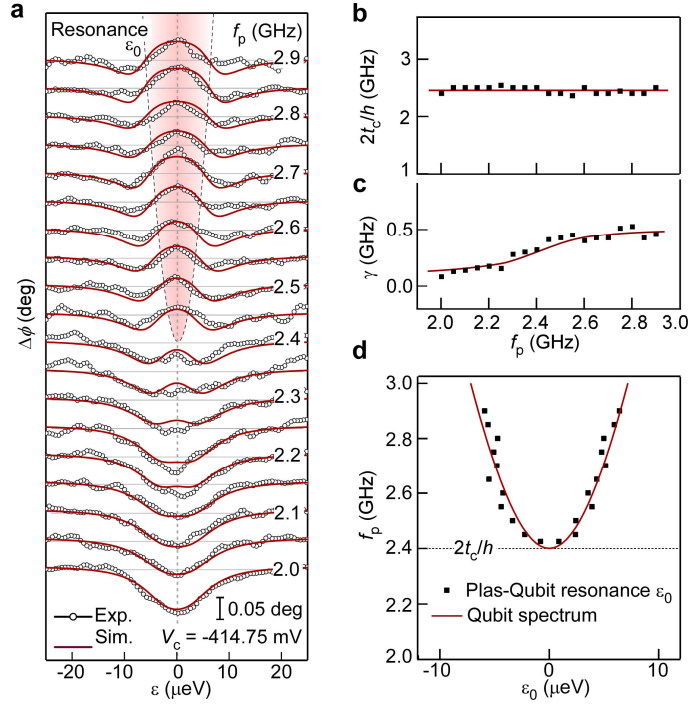 a
Resonance
ε0
fp (GHz)
2.9
2.8
2.7
2.6
2.5
2.4
2.3
2.2
2.1
2.0
Δϕ (deg)
Exp.
Sim.
0.05 deg
Vc = -414.75 mV
-20 -10 0 10 20
ε (μeV)
b
2tc/h (GHz)
3
2
1
c
γ (GHz)
0.5
0.0
2.0 2.2 2.4 2.6 2.8 3.0
fp (GHz)
d
fp (GHz)
3.0
2.8
2.6
2.4
2.2
2.0
2tc/h
Plas-Qubit resonance ε0
Qubit spectrum
-10 0 10
ε0 (μeV)